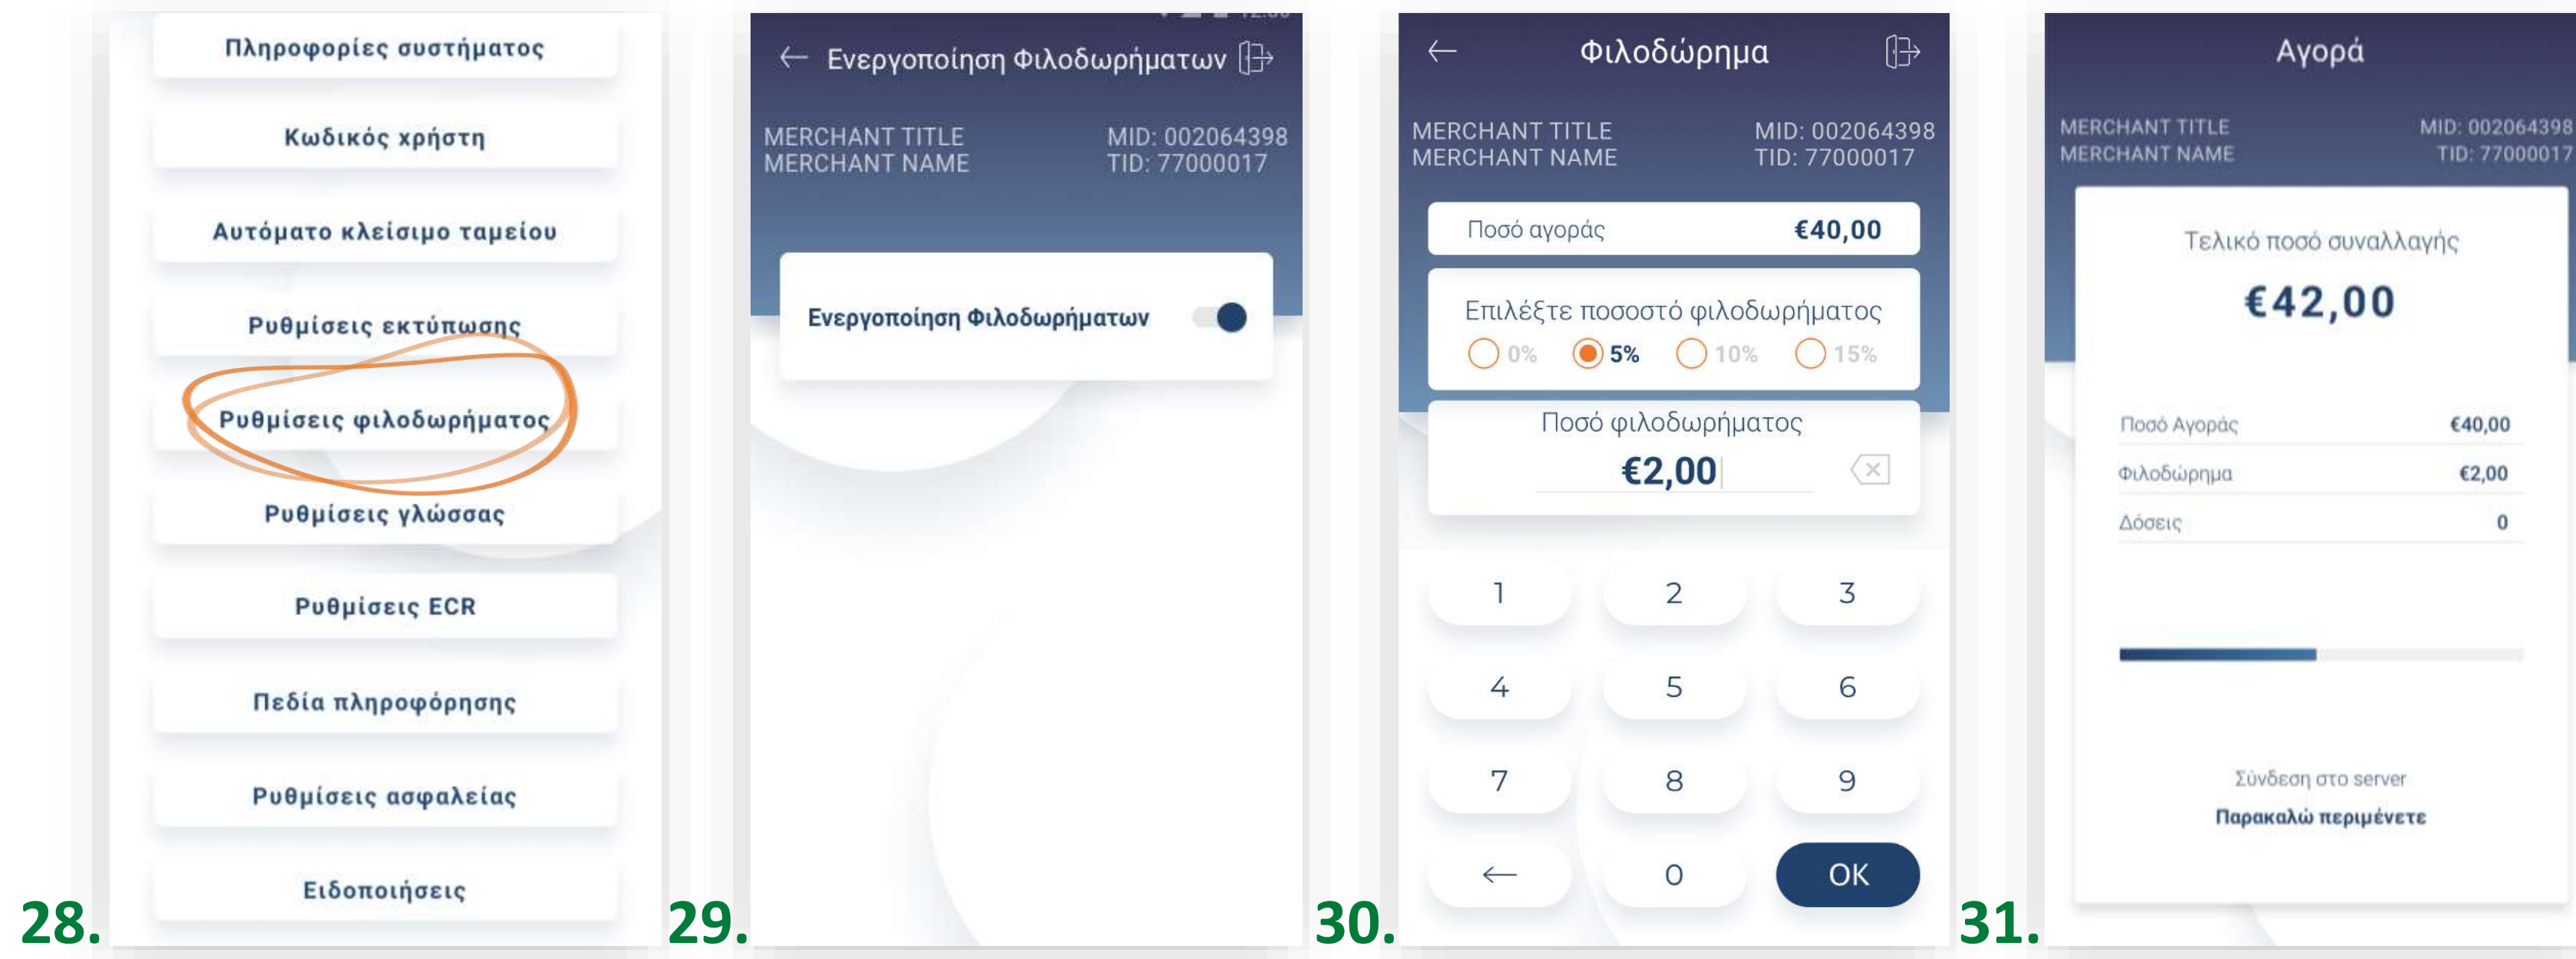 Πληροφορίες συστήματος
Κωδικός χρήστη
Αυτόματο κλείσιμο ταμείου
Ρυθμίσεις εκτύπωσης
Ρυθμίσεις φιλοδωρήματος
Ρυθμίσεις γλώσσας
Ρυθμίσεις ECR
Πεδία πληροφόρησης
Ρυθμίσεις ασφαλείας
Ειδοποιήσεις
28.
Ενεργοποίηση Φιλοδωρήματων
MERCHANT TITLE MID: 002064398
MERCHANT NAME TID: 77000017
Ενεργοποίηση Φιλοδωρήματων
29.
Φιλοδώρημα
MERCHANT TITLE MID: 002064398
MERCHANT NAME TID: 77000017
Ποσό αγοράς €40,00
Επιλέξτε ποσοστό φιλοδωρήματος
0% 5% 10% 15%
Ποσό φιλοδωρήματος
€2,00
1 2 3
4 5 6
7 8 9
0 OK
30.
Αγορά
MERCHANT TITLE MID: 002064398
MERCHANT NAME TID: 77000017
Τελικό ποσό συναλλαγής
€42,00
Ποσό Αγοράς €40,00
Φιλοδώρημα €2,00
Δόσεις 0
Σύνδεση στο server
Παρακαλώ περιμένετε
31.